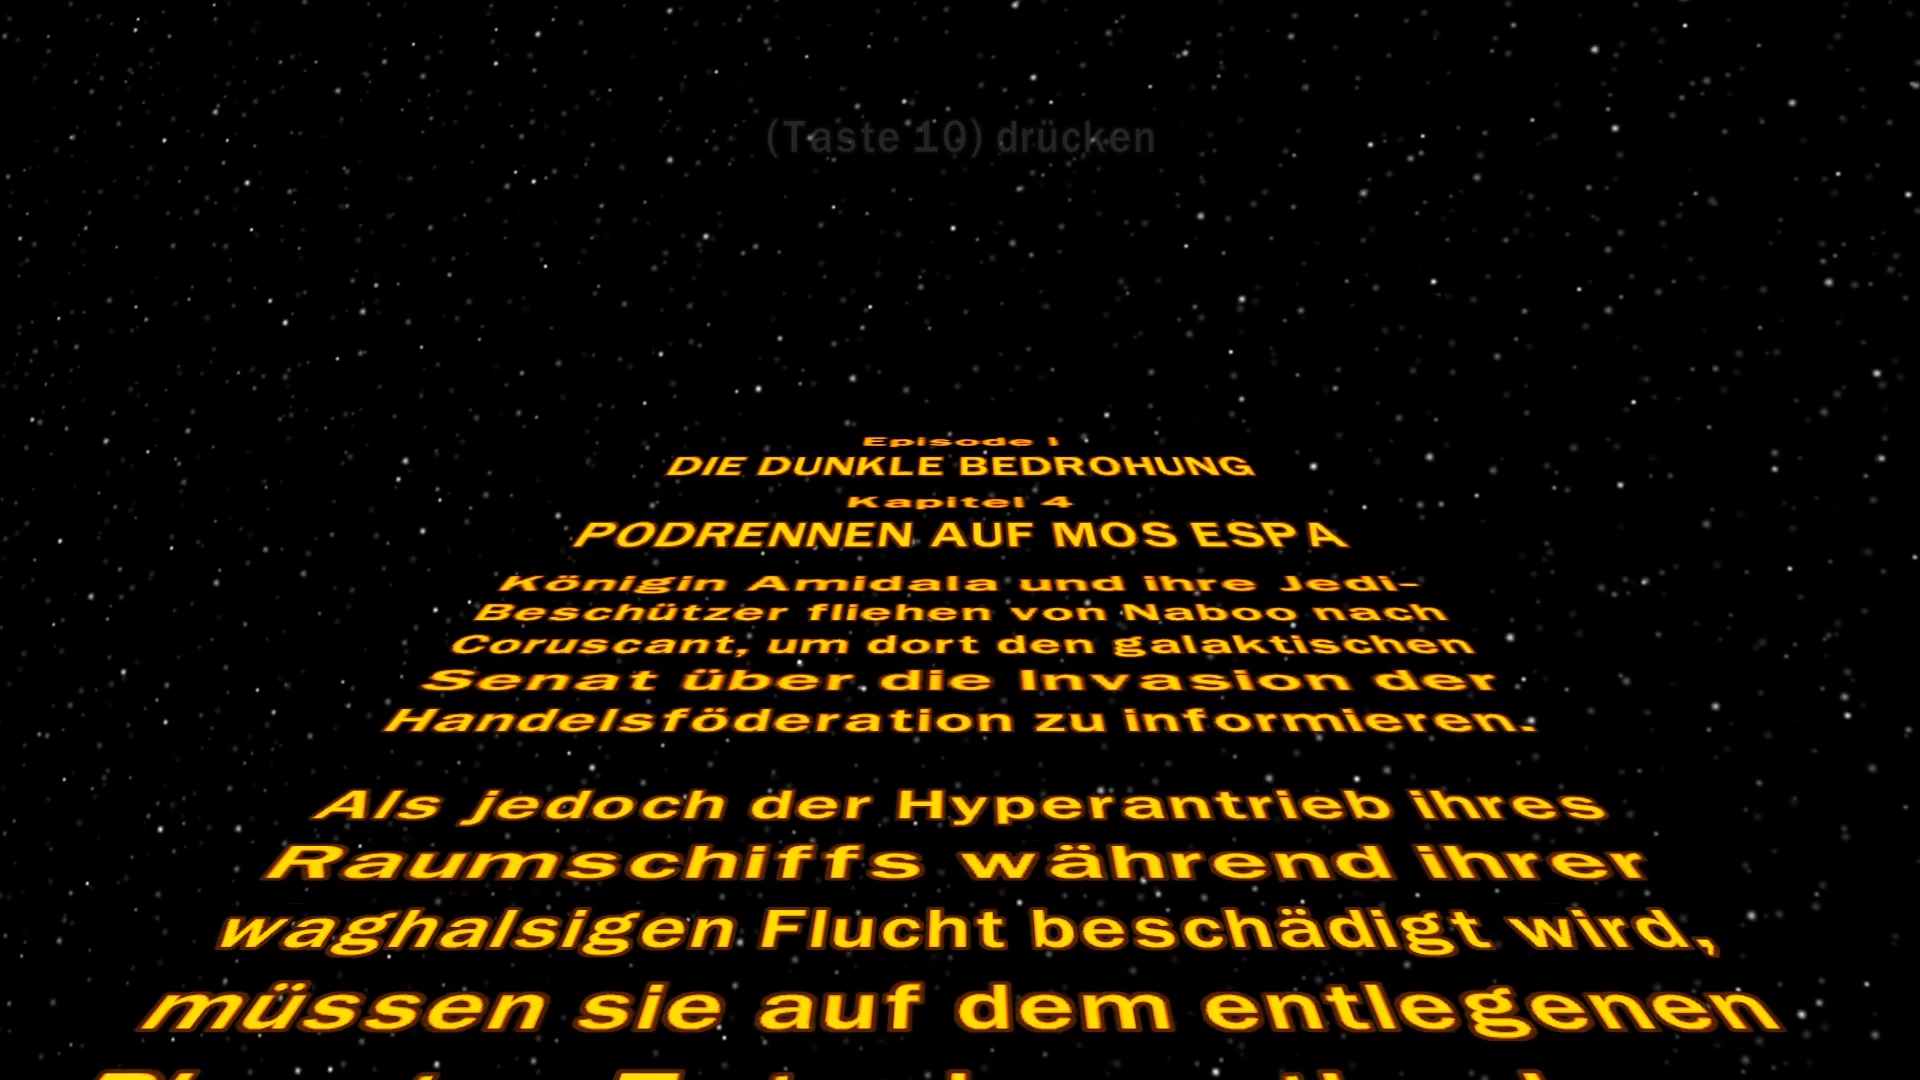 (Taste 10) drücken
Episode I
DIE DUNKLE BEDROHUNG
Kapitel 4
PODRENNEN AUF MOS ESPA
Königin Amidala und ihre Jedi-
Beschützer fliehen von Naboo nach
Coruscant, um dort den galaktischen
Senat über die Invasion der
Handelsföderation zu informieren.
Als jedoch der Hyperantrieb ihres
Raumschiffs während ihrer
waghalsigen Flucht beschädigt wird,
müssen sie auf dem entlegenen